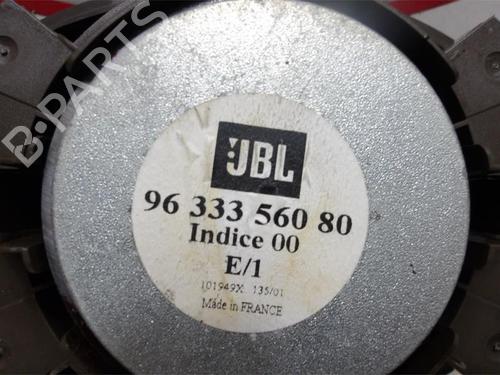 B-PARTS
JBL
96 333 560 80
Indice 00
E/1
101949X 135/01
Made in FRANCE